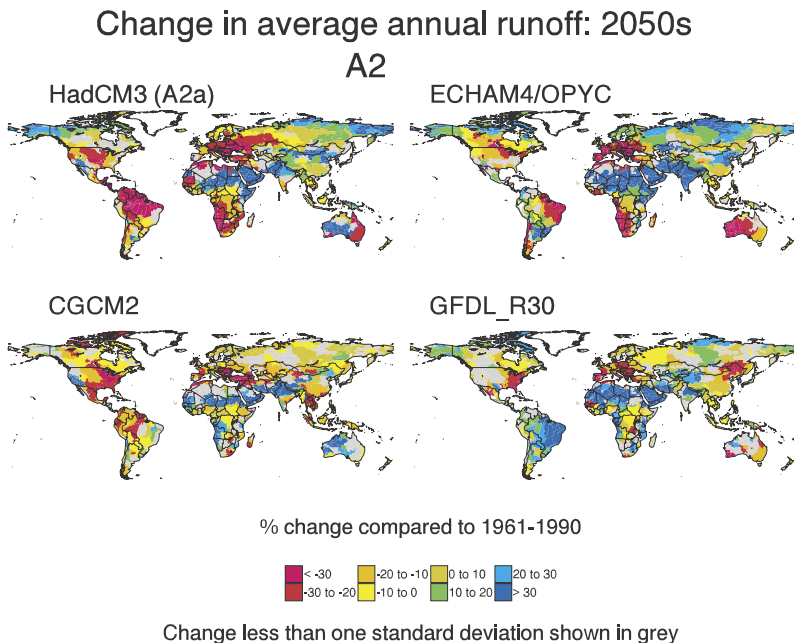 Change in average annual runoff: 2050s
A2
HadCM3 (A2a)
ECHAM4/OPYC
CGCM2
GFDL_R30
% change compared to 1961-1990
< -30 -20 to -10 0 to 10 20 to 30
-30 to -20 -10 to 0 10 to 20 > 30
Change less than one standard deviation shown in grey